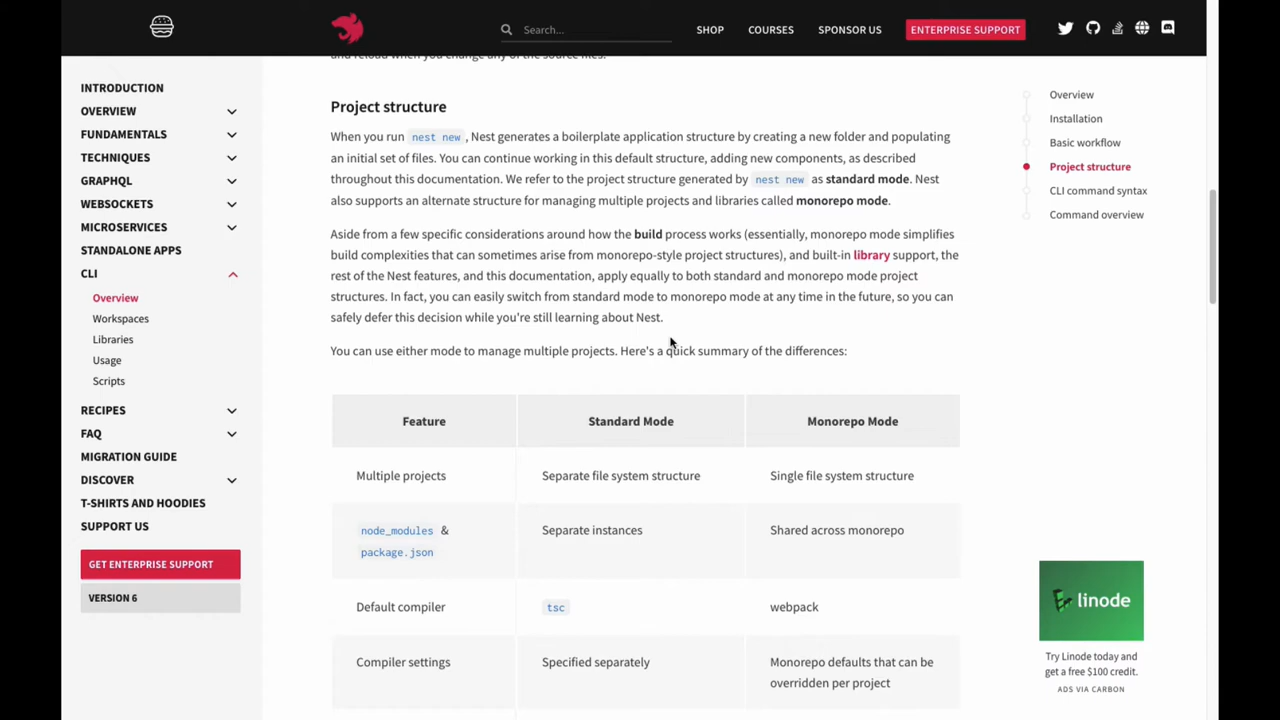 Search...
SHOP
COURSES
SPONSOR US
ENTERPRISE SUPPORT
INTRODUCTION
OVERVIEW
FUNDAMENTALS
TECHNIQUES
GRAPHQL
WEBSOCKETS
MICROSERVICES
STANDALONE APPS
CLI
Overview
Workspaces
Libraries
Usage
Scripts
RECIPES
FAQ
MIGRATION GUIDE
DISCOVER
T-SHIRTS AND HOODIES
SUPPORT US
GET ENTERPRISE SUPPORT
VERSION 6
and reload when you change any of the source files.
Project structure
When you run nest new , Nest generates a boilerplate application structure by creating a new folder and populating
an initial set of files. You can continue working in this default structure, adding new components, as described
throughout this documentation. We refer to the project structure generated by nest new as standard mode. Nest
also supports an alternate structure for managing multiple projects and libraries called monorepo mode.
Aside from a few specific considerations around how the build process works (essentially, monorepo mode simplifies
build complexities that can sometimes arise from monorepo-style project structures), and built-in library support, the
rest of the Nest features, and this documentation, apply equally to both standard and monorepo mode project
structures. In fact, you can easily switch from standard mode to monorepo mode at any time in the future, so you can
safely defer this decision while you're still learning about Nest.
You can use either mode to manage multiple projects. Here's a quick summary of the differences:
Feature
Standard Mode
Monorepo Mode
Multiple projects
Separate file system structure
Single file system structure
node_modules &
package.json
Separate instances
Shared across monorepo
Default compiler
tsc
webpack
Compiler settings
Specified separately
Monorepo defaults that can be
overridden per project
Overview
Installation
Basic workflow
Project structure
CLI command syntax
Command overview
linode
Try Linode today and
get a free $100 credit.
ADS VIA CARBON